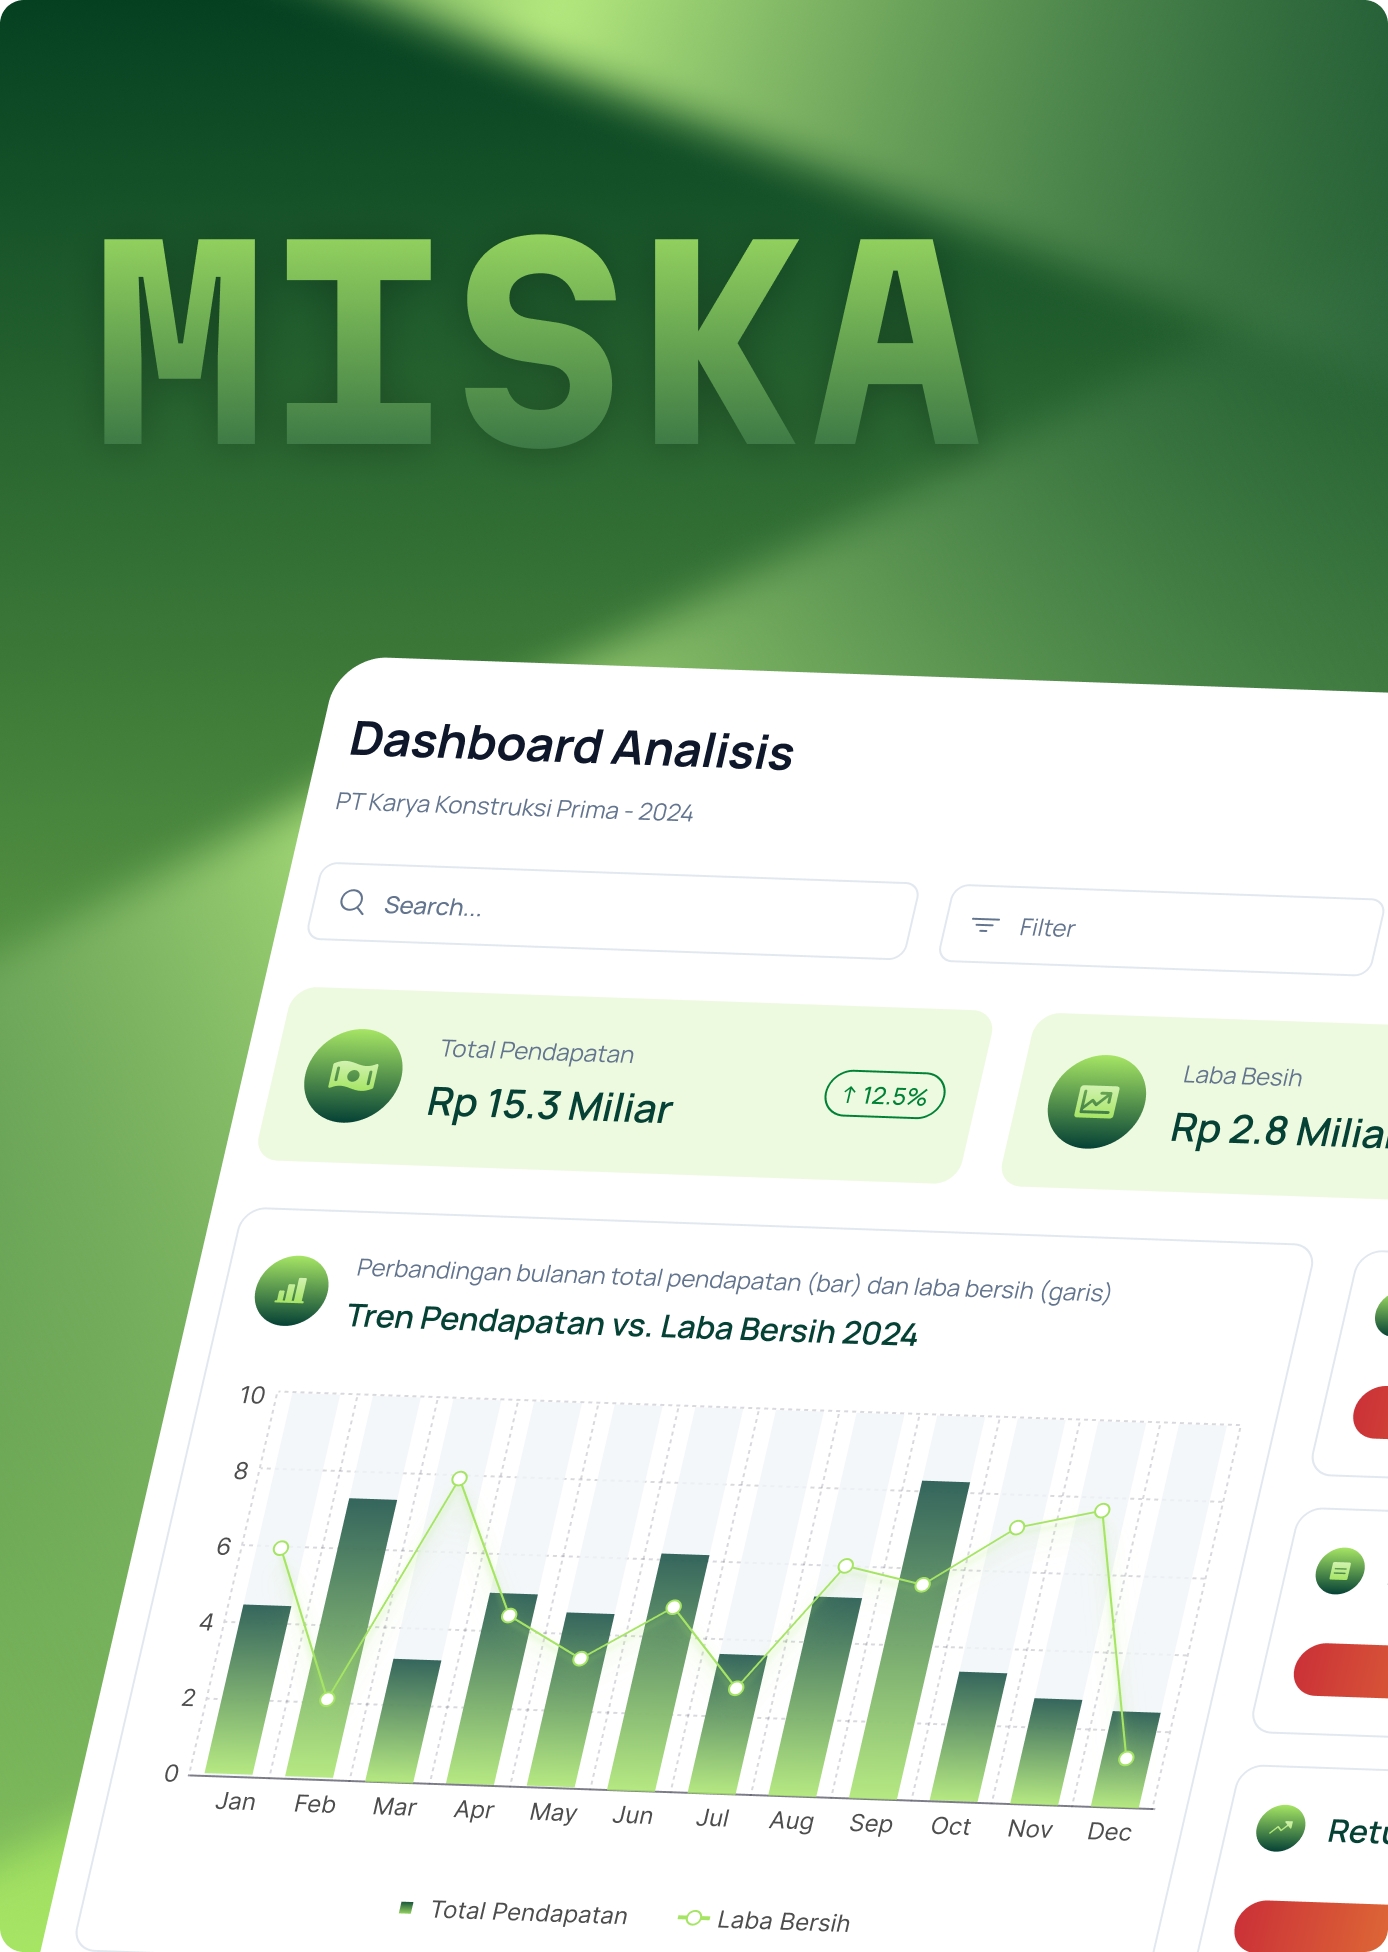 MISKA
Dashboard Analisis
PT Karya Konstruksi Prima - 2024
Search...
Filter
Total Pendapatan
Rp 15.3 Miliar
↑ 12.5%
Laba Besih
Rp 2.8
Perbandingan bulanan total pendapatan (bar) dan laba bersih (garis)
Tren Pendapatan vs. Laba Bersih 2024
10
8
6
4
2
0
Jan Feb Mar Apr May Jun Jul Aug Sep Oct Nov Dec
Total Pendapatan
Laba Bersih